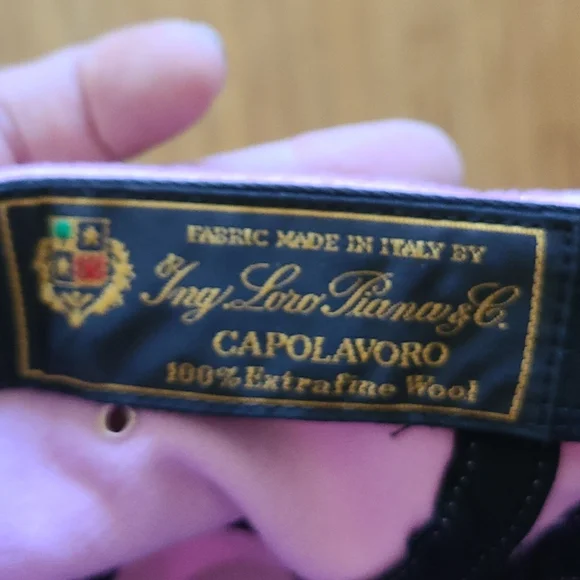 FABRIC MADE IN ITALY BY
Ing. Loro Piana & C.
CAPOLAVORO
100% Extrafine Wool